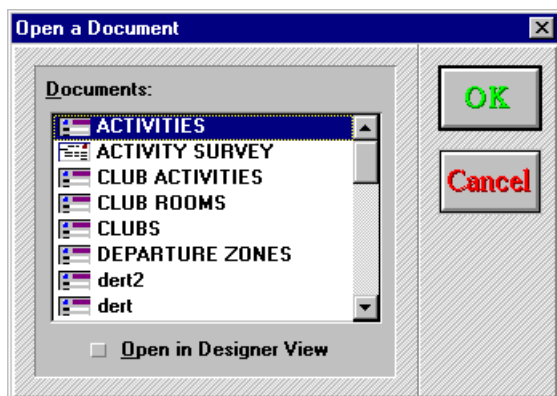 Open a Document
Documents:
ACTIVITIES
ACTIVITY SURVEY
CLUB ACTIVITIES
CLUB ROOMS
CLUBS
DEPARTURE ZONES
dert2
dert
Open in Designer View
OK
Cancel